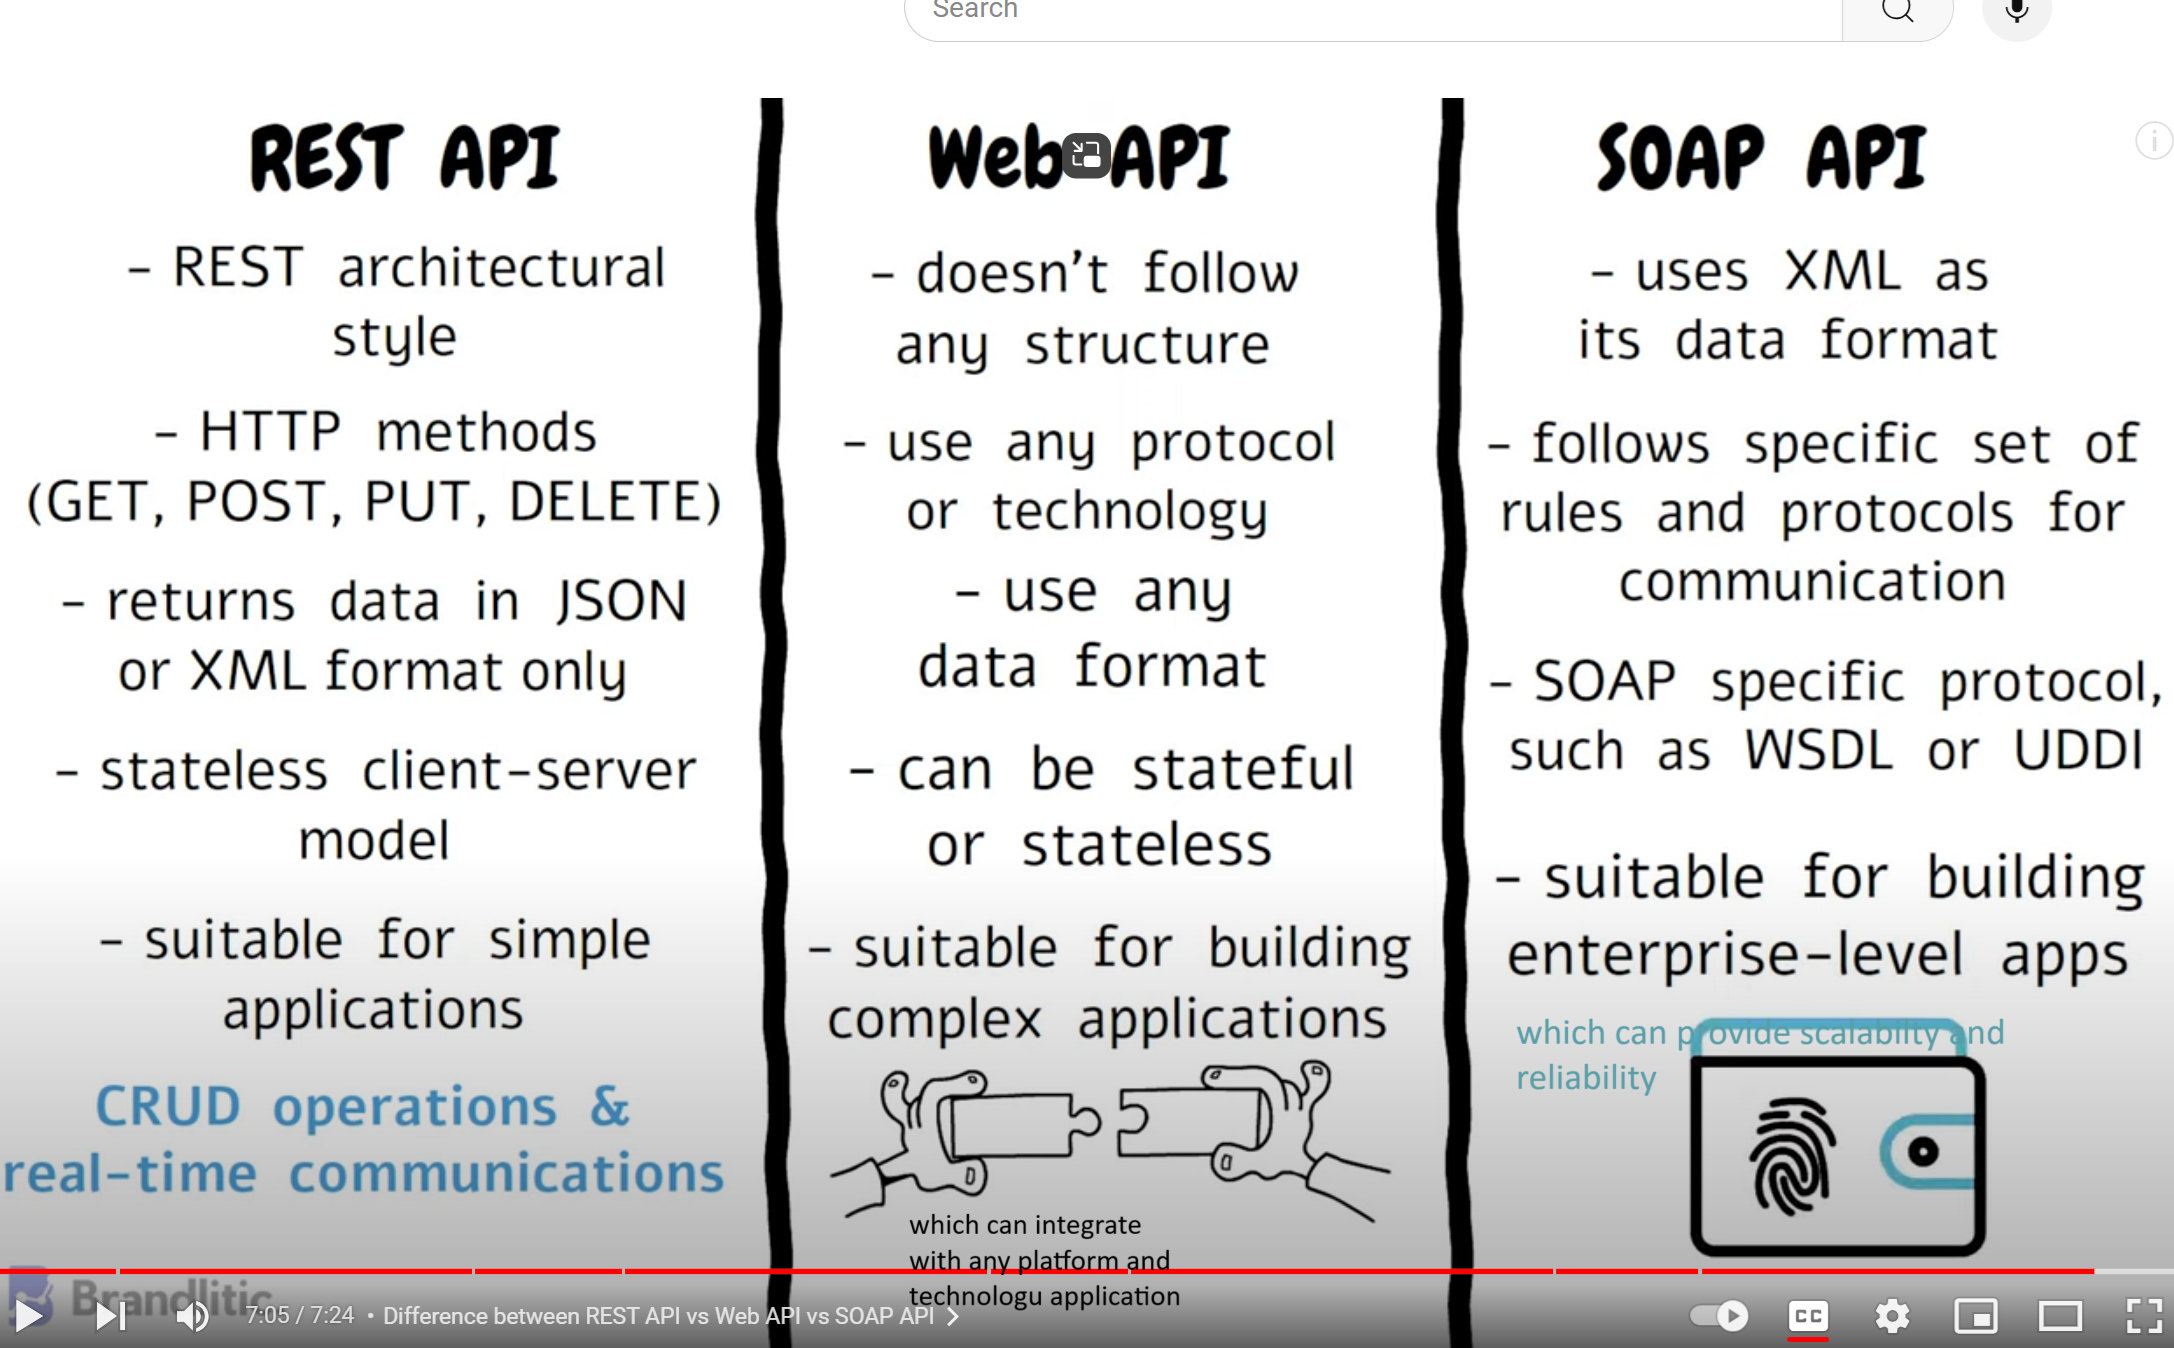 Search
REST API
– REST architectural
style
– HTTP methods
(GET, POST, PUT, DELETE)
– returns data in JSON
or XML format only
– stateless client-server
model
– suitable for simple
applications
CRUD operations &
real-time communications
Web API
– doesn't follow
any structure
– use any protocol
or technology
– use any
data format
– can be stateful
or stateless
– suitable for building
complex applications
which can integrate
with any platform and
technologu application
SOAP API
– uses XML as
its data format
– follows specific set of
rules and protocols for
communication
– SOAP specific protocol,
such as WSDL or UDDI
– suitable for building
enterprise-level apps
which can provide scalabilty and
reliability
Brandlitic
7:05 / 7:24 • Difference between REST API vs Web API vs SOAP API
CC